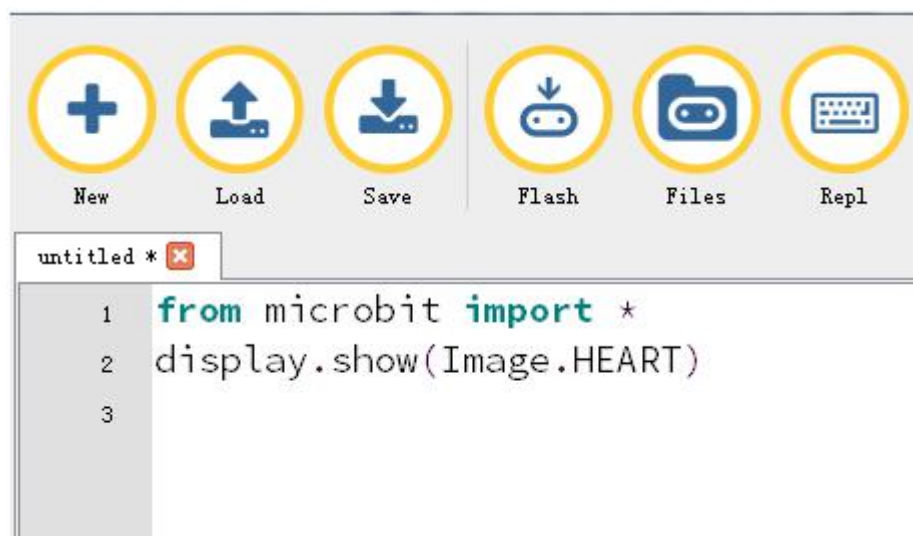 New Load Save Flash Files Repl
untitled *
1 from microbit import *
2 display.show(Image.HEART)
3